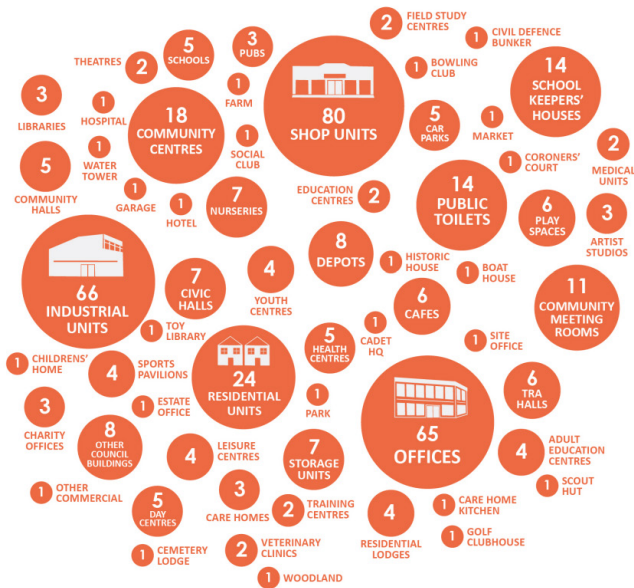 2
FIELD STUDY
CENTRES
1
CIVIL DEFENCE
BUNKER
5
SCHOOLS
3
PUBS
THEATRES
2
1
BOWLING
CLUB
80
SHOP UNITS
14
SCHOOL
KEEPERS'
HOUSES
3
LIBRARIES
1
HOSPITAL
1
FARM
18
COMMUNITY
CENTRES
5
CAR
PARKS
1
MARKET
1
SOCIAL
CLUB
2
MEDICAL
UNITS
1
WATER
TOWER
5
COMMUNITY
HALLS
1
CORONERS'
COURT
1
GARAGE
1
HOTEL
7
NURSERIES
EDUCATION
CENTRES
2
14
PUBLIC
TOILETS
6
PLAY
SPACES
3
ARTIST
STUDIOS
66
INDUSTRIAL
UNITS
7
CIVIC
HALLS
4
YOUTH
CENTRES
8
DEPOTS
1
HISTORIC
HOUSE
1
BOAT
HOUSE
11
COMMUNITY
MEETING
ROOMS
6
CAFES
1
TOY
LIBRARY
5
HEALTH
CENTRES
1
CADET
HQ
1
SITE
OFFICE
1
CHILDREN'S
HOME
4
SPORTS
PAVILIONS
24
RESIDENTIAL
UNITS
1
PARK
65
OFFICES
6
TRA
HALLS
3
CHARITY
OFFICES
1
ESTATE
OFFICE
8
OTHER
COUNCIL
BUILDINGS
4
LEISURE
CENTRES
7
STORAGE
UNITS
4
ADULT
EDUCATION
CENTRES
1
SCOUT
HUT
1
OTHER
COMMERCIAL
5
DAY
CENTRES
3
CARE HOMES
2
TRAINING
CENTRES
4
RESIDENTIAL
LODGES
1
CARE HOME
KITCHEN
1
GOLF
CLUBHOUSE
1
CEMETERY
LODGE
2
VETERINARY
CLINICS
1
WOODLAND